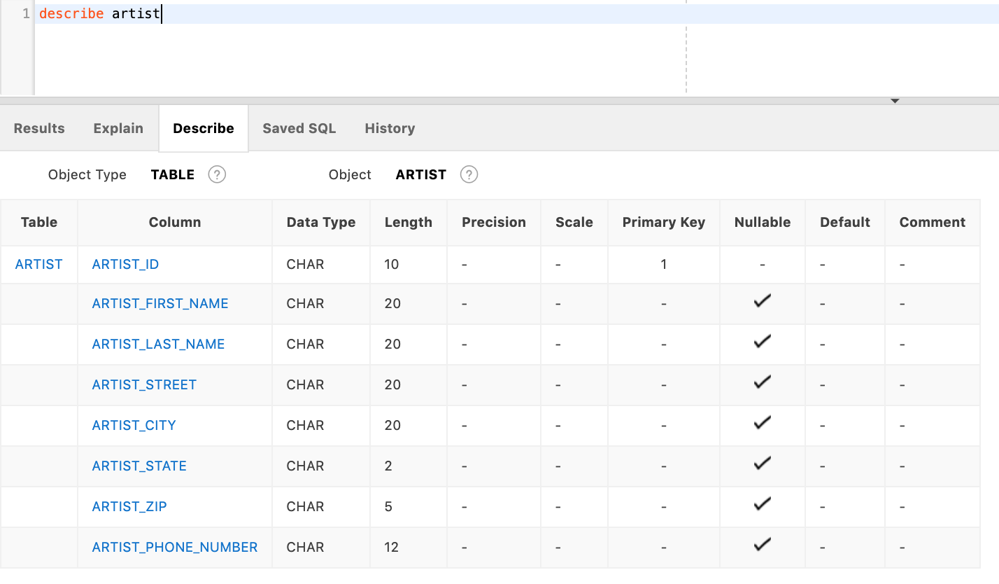 1 describe artist
Results Explain Describe Saved SQL History
Object Type TABLE ? Object ARTIST ?
Table Column Data Type Length Precision Scale Primary Key Nullable Default Comment
ARTIST ARTIST_ID CHAR 10 - - 1 - - -
ARTIST_FIRST_NAME CHAR 20 - - - ✓ - -
ARTIST_LAST_NAME CHAR 20 - - - ✓ - -
ARTIST_STREET CHAR 20 - - - ✓ - -
ARTIST_CITY CHAR 20 - - - ✓ - -
ARTIST_STATE CHAR 2 - - - ✓ - -
ARTIST_ZIP CHAR 5 - - - ✓ - -
ARTIST_PHONE_NUMBER CHAR 12 - - - ✓ - -